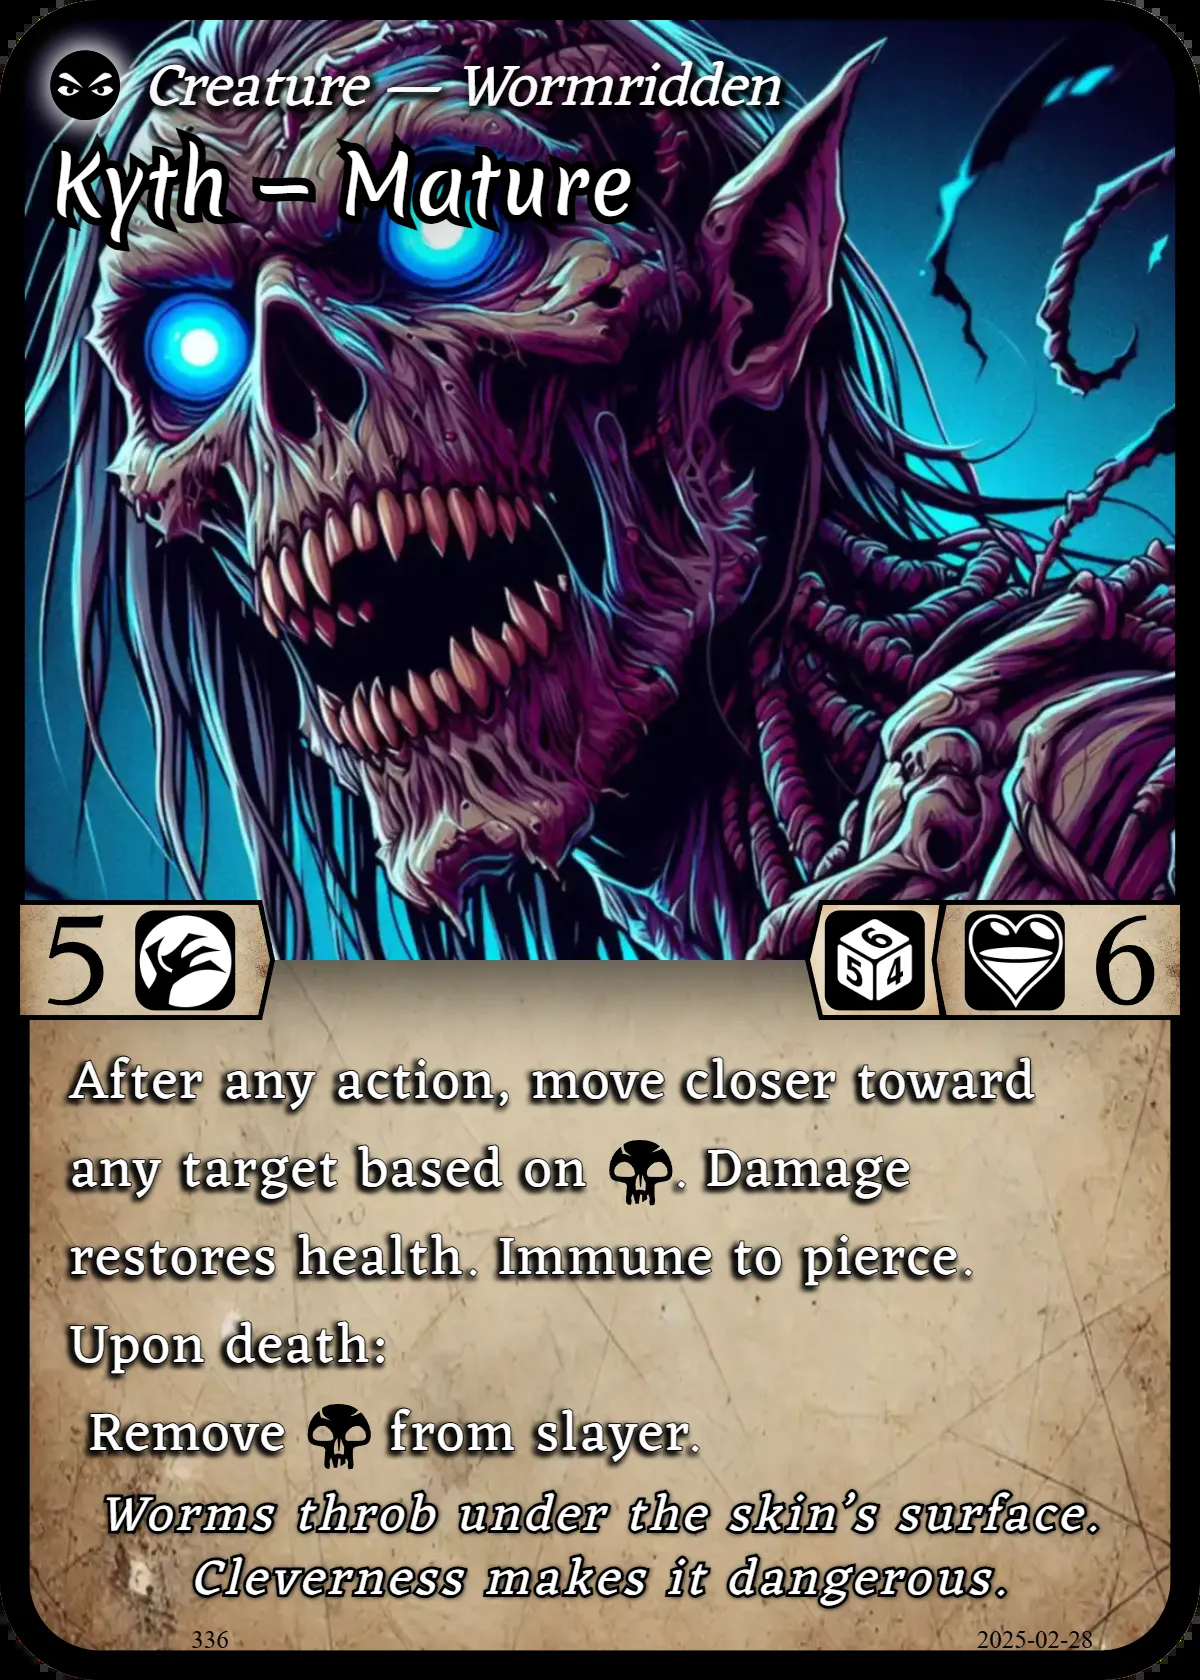 Creature — Wormridden
Kyth – Mature
5
6
5 4
6
After any action, move closer toward
any target based on . Damage
restores health. Immune to pierce.
Upon death:
Remove from slayer.
Worms throb under the skin’s surface.
Cleverness makes it dangerous.
336
2025-02-28